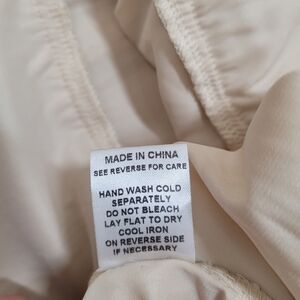 MADE IN CHINA
SEE REVERSE FOR CARE
HAND WASH COLD
SEPARATELY
DO NOT BLEACH
LAY FLAT TO DRY
COOL IRON
ON REVERSE SIDE
IF NECESSARY